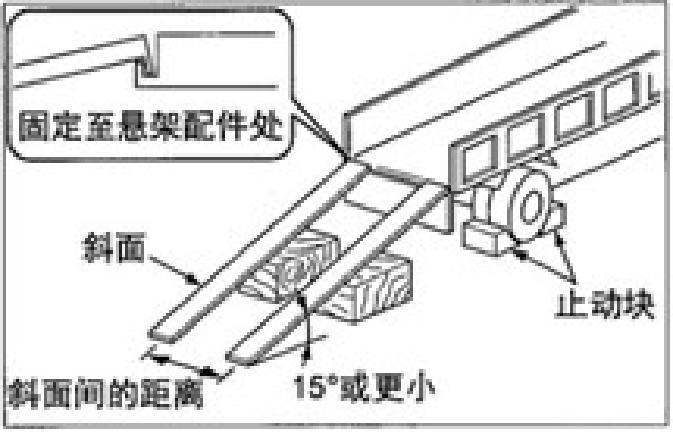 固定至悬架配件处
斜面
止动块
斜面间的距离
15°或更小